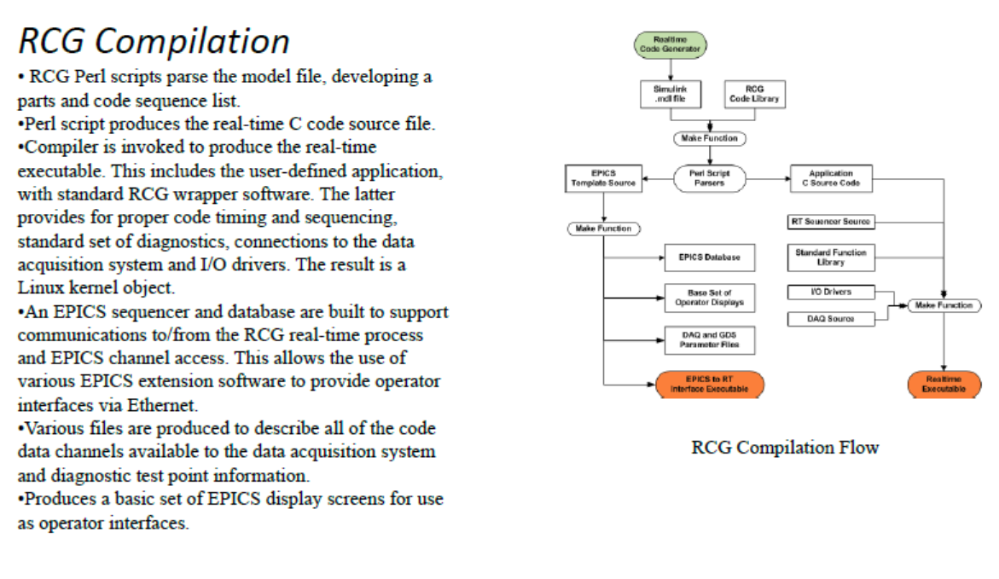 RCG Compilation
• RCG Perl scripts parse the model file, developing a
parts and code sequence list.
•Perl script produces the real-time C code source file.
•Compiler is invoked to produce the real-time
executable. This includes the user-defined application,
with standard RCG wrapper software. The latter
provides for proper code timing and sequencing,
standard set of diagnostics, connections to the data
acquisition system and I/O drivers. The result is a
Linux kernel object.
•An EPICS sequencer and database are built to support
communications to/from the RCG real-time process
and EPICS channel access. This allows the use of
various EPICS extension software to provide operator
interfaces via Ethernet.
•Various files are produced to describe all of the code
data channels available to the data acquisition system
and diagnostic test point information.
•Produces a basic set of EPICS display screens for use
as operator interfaces.
Realtime
Code Generator
Simulink
.mdl file
RCG
Code Library
Make Function
EPICS
Template Source
Perl Script
Parsers
Application
C Source Code
Make Function
RT Seuencer Source
EPICS Database
Standard Function
Library
Base Set of
Operator Displays
I/O Drivers
Make Function
DAQ Source
DAQ and GDS
Parameter Files
EPICS to RT
Interface Executable
Realtime
Executaible
RCG Compilation Flow